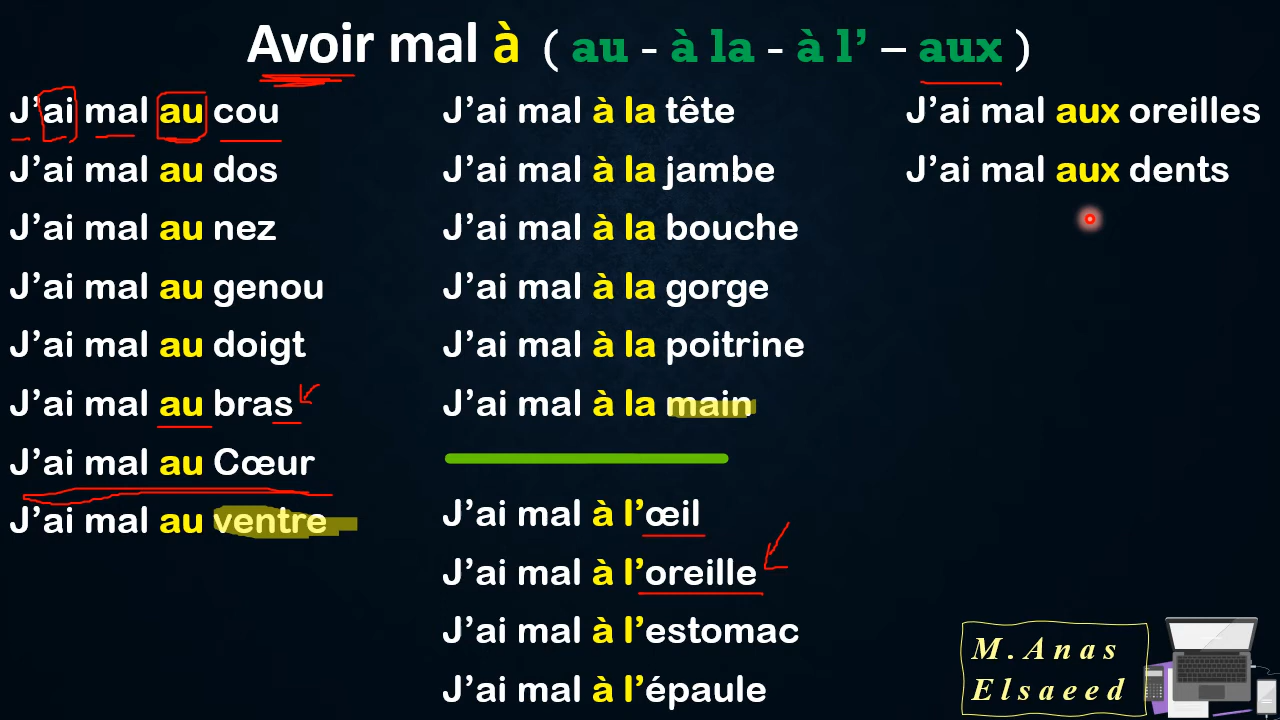 Avoir mal à ( au - à la - à l’ – aux )
J’ai mal au cou
J’ai mal au dos
J’ai mal au nez
J’ai mal au genou
J’ai mal au doigt
J’ai mal au bras
J’ai mal au Cœur
J’ai mal au ventre
J’ai mal à la tête
J’ai mal à la jambe
J’ai mal à la bouche
J’ai mal à la gorge
J’ai mal à la poitrine
J’ai mal à la main
J’ai mal à l’œil
J’ai mal à l’oreille
J’ai mal à l’estomac
J’ai mal à l’épaule
J’ai mal aux oreilles
J’ai mal aux dents
M.Anas
Elsaeed